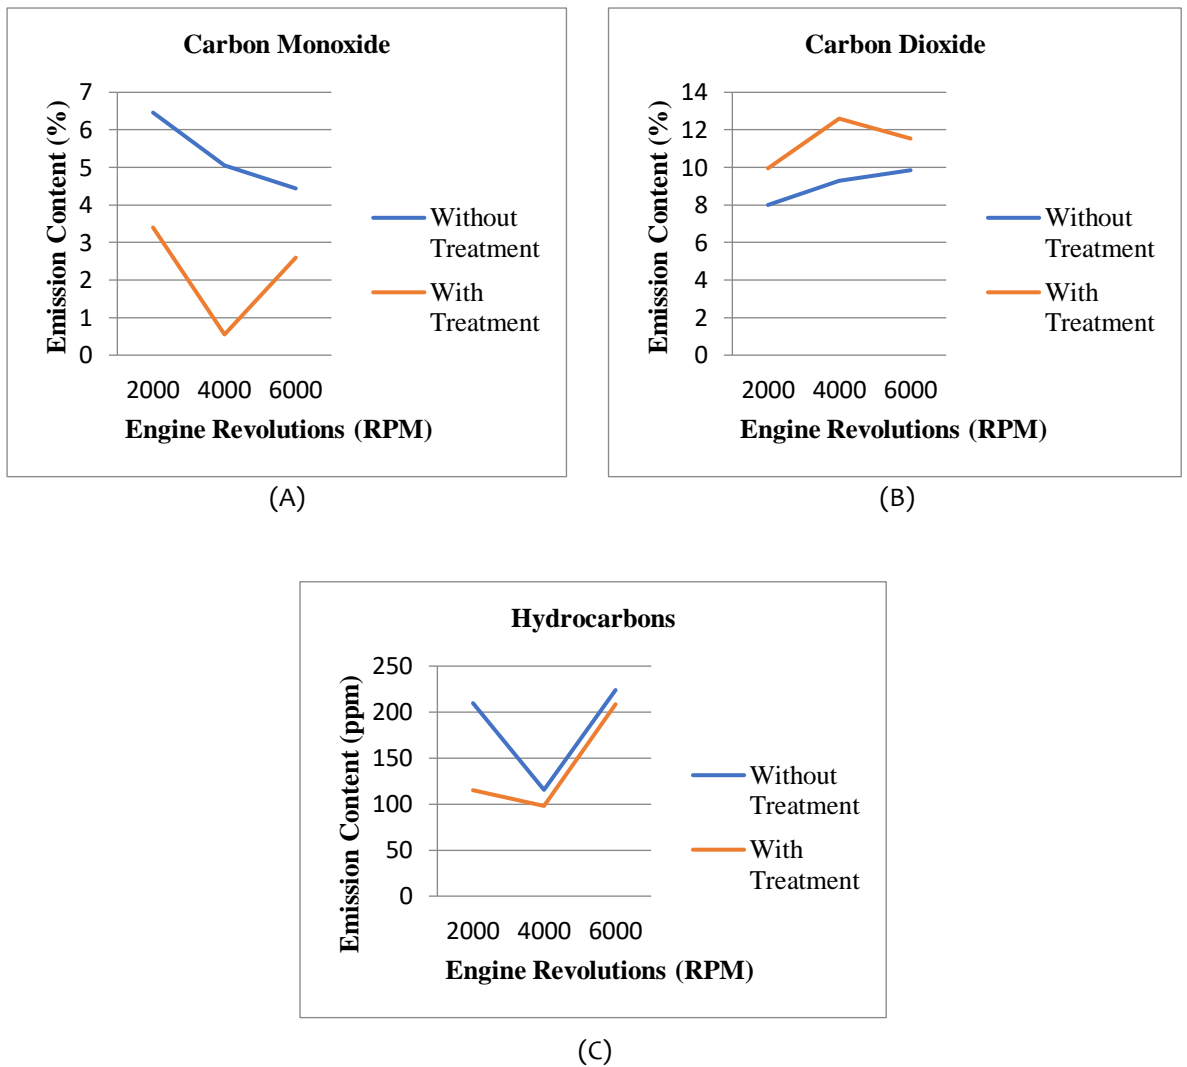 Carbon Monoxide
Emission Content (%)
7
6
5
4
3
2
1
0
2000 4000 6000
Engine Revolutions (RPM)
Without
Treatment
With
Treatment
(A)
Carbon Dioxide
Emission Content (%)
14
12
10
8
6
4
2
0
2000 4000 6000
Engine Revolutions (RPM)
Without
Treatment
With
Treatment
(B)
Hydrocarbons
Emission Content (ppm)
250
200
150
100
50
0
2000 4000 6000
Engine Revolutions (RPM)
Without
Treatment
With
Treatment
(C)